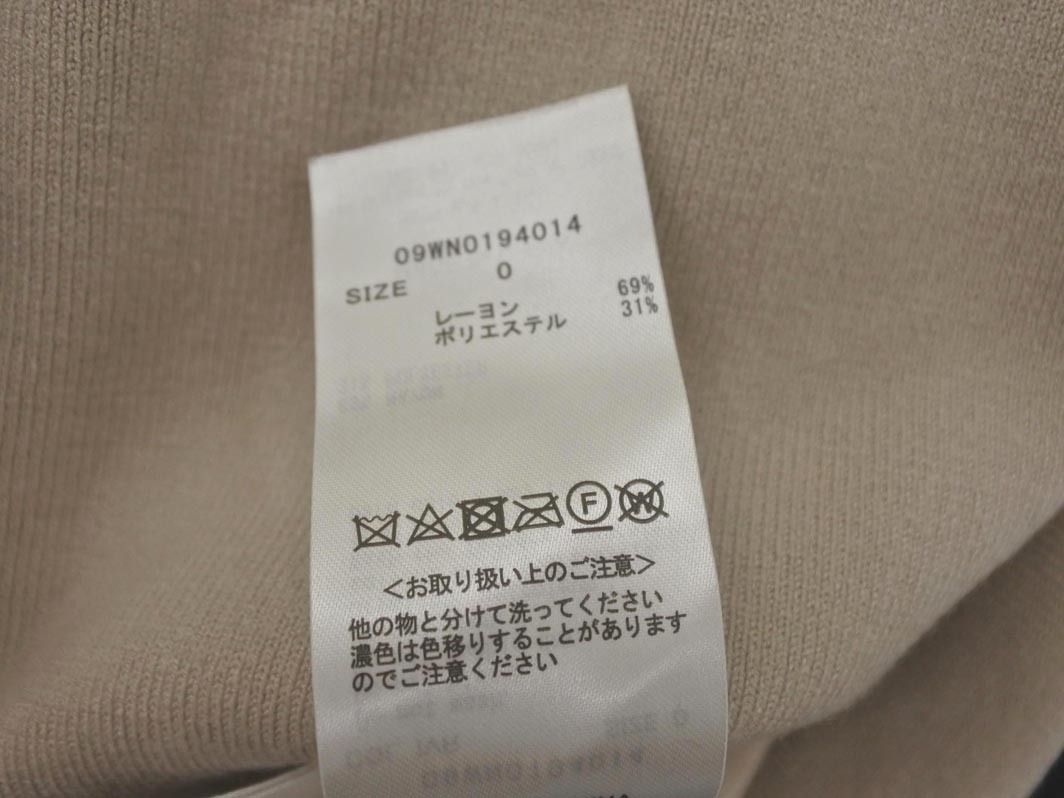 09WN0194014
SIZE 0
レーヨン 69%
ポリエステル 31%
F W
<お取り扱い上のご注意>
他の物と分けて洗ってください
濃色は色移りすることがあります
のでご注意ください